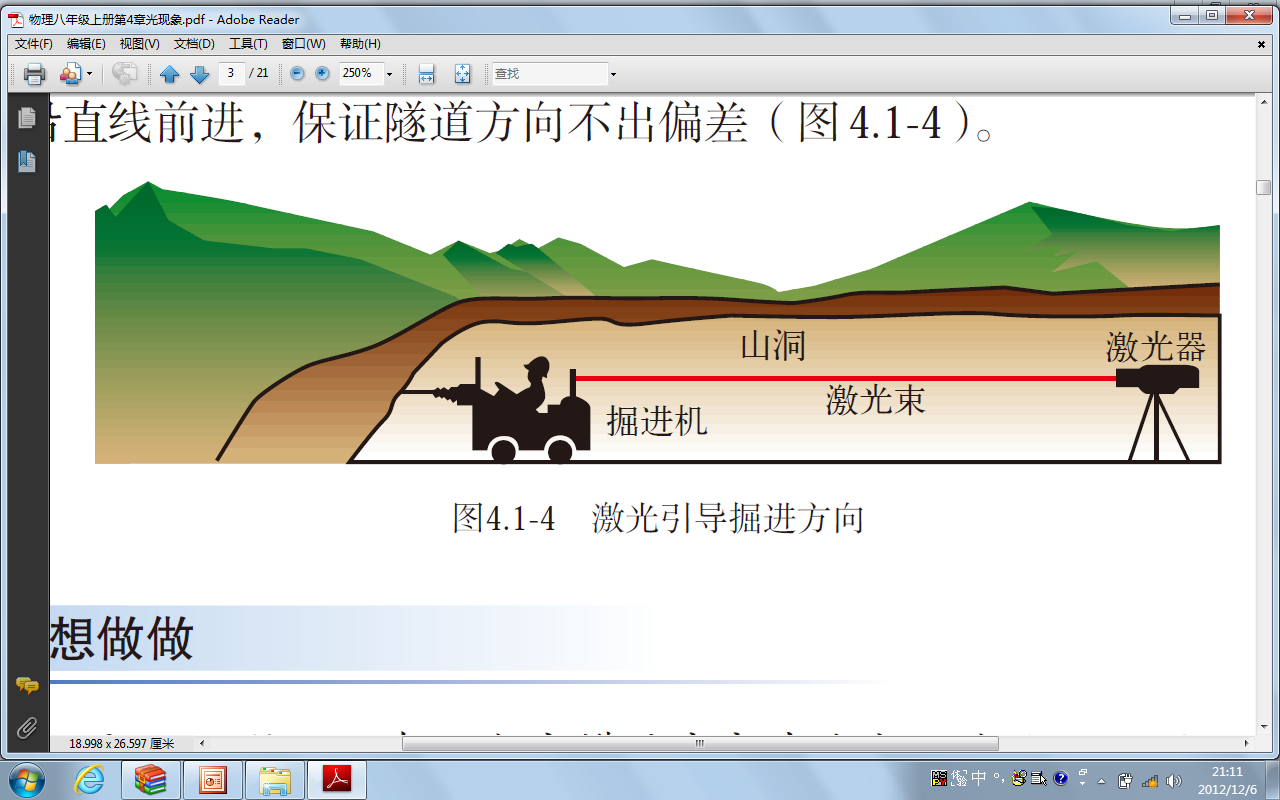 物理八年级上册第4章光现象.pdf - Adobe Reader
文件(F) 编辑(E) 视图(V) 文档(D) 工具(T) 窗口(W) 帮助(H)
3 / 21 250% 查找
直线前进，保证隧道方向不出偏差（图 4.1-4）。
山洞
激光器
激光束
掘进机
图4.1-4 激光引导掘进方向
想做做
18.998 x 26.597 厘米
中
21:11
2012/12/6